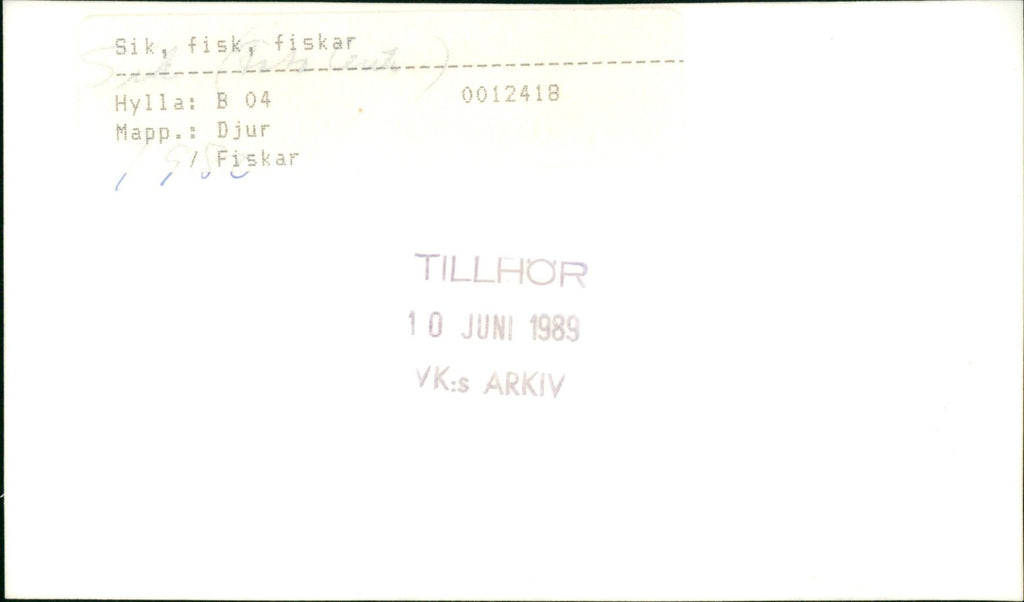 Sik, fisk, fiskar
Hylla: B 04 0012418
Mapp.: Djur
/ Fiskar
TILLHÖR
10 JUNI 1989
VK:s ARKIV